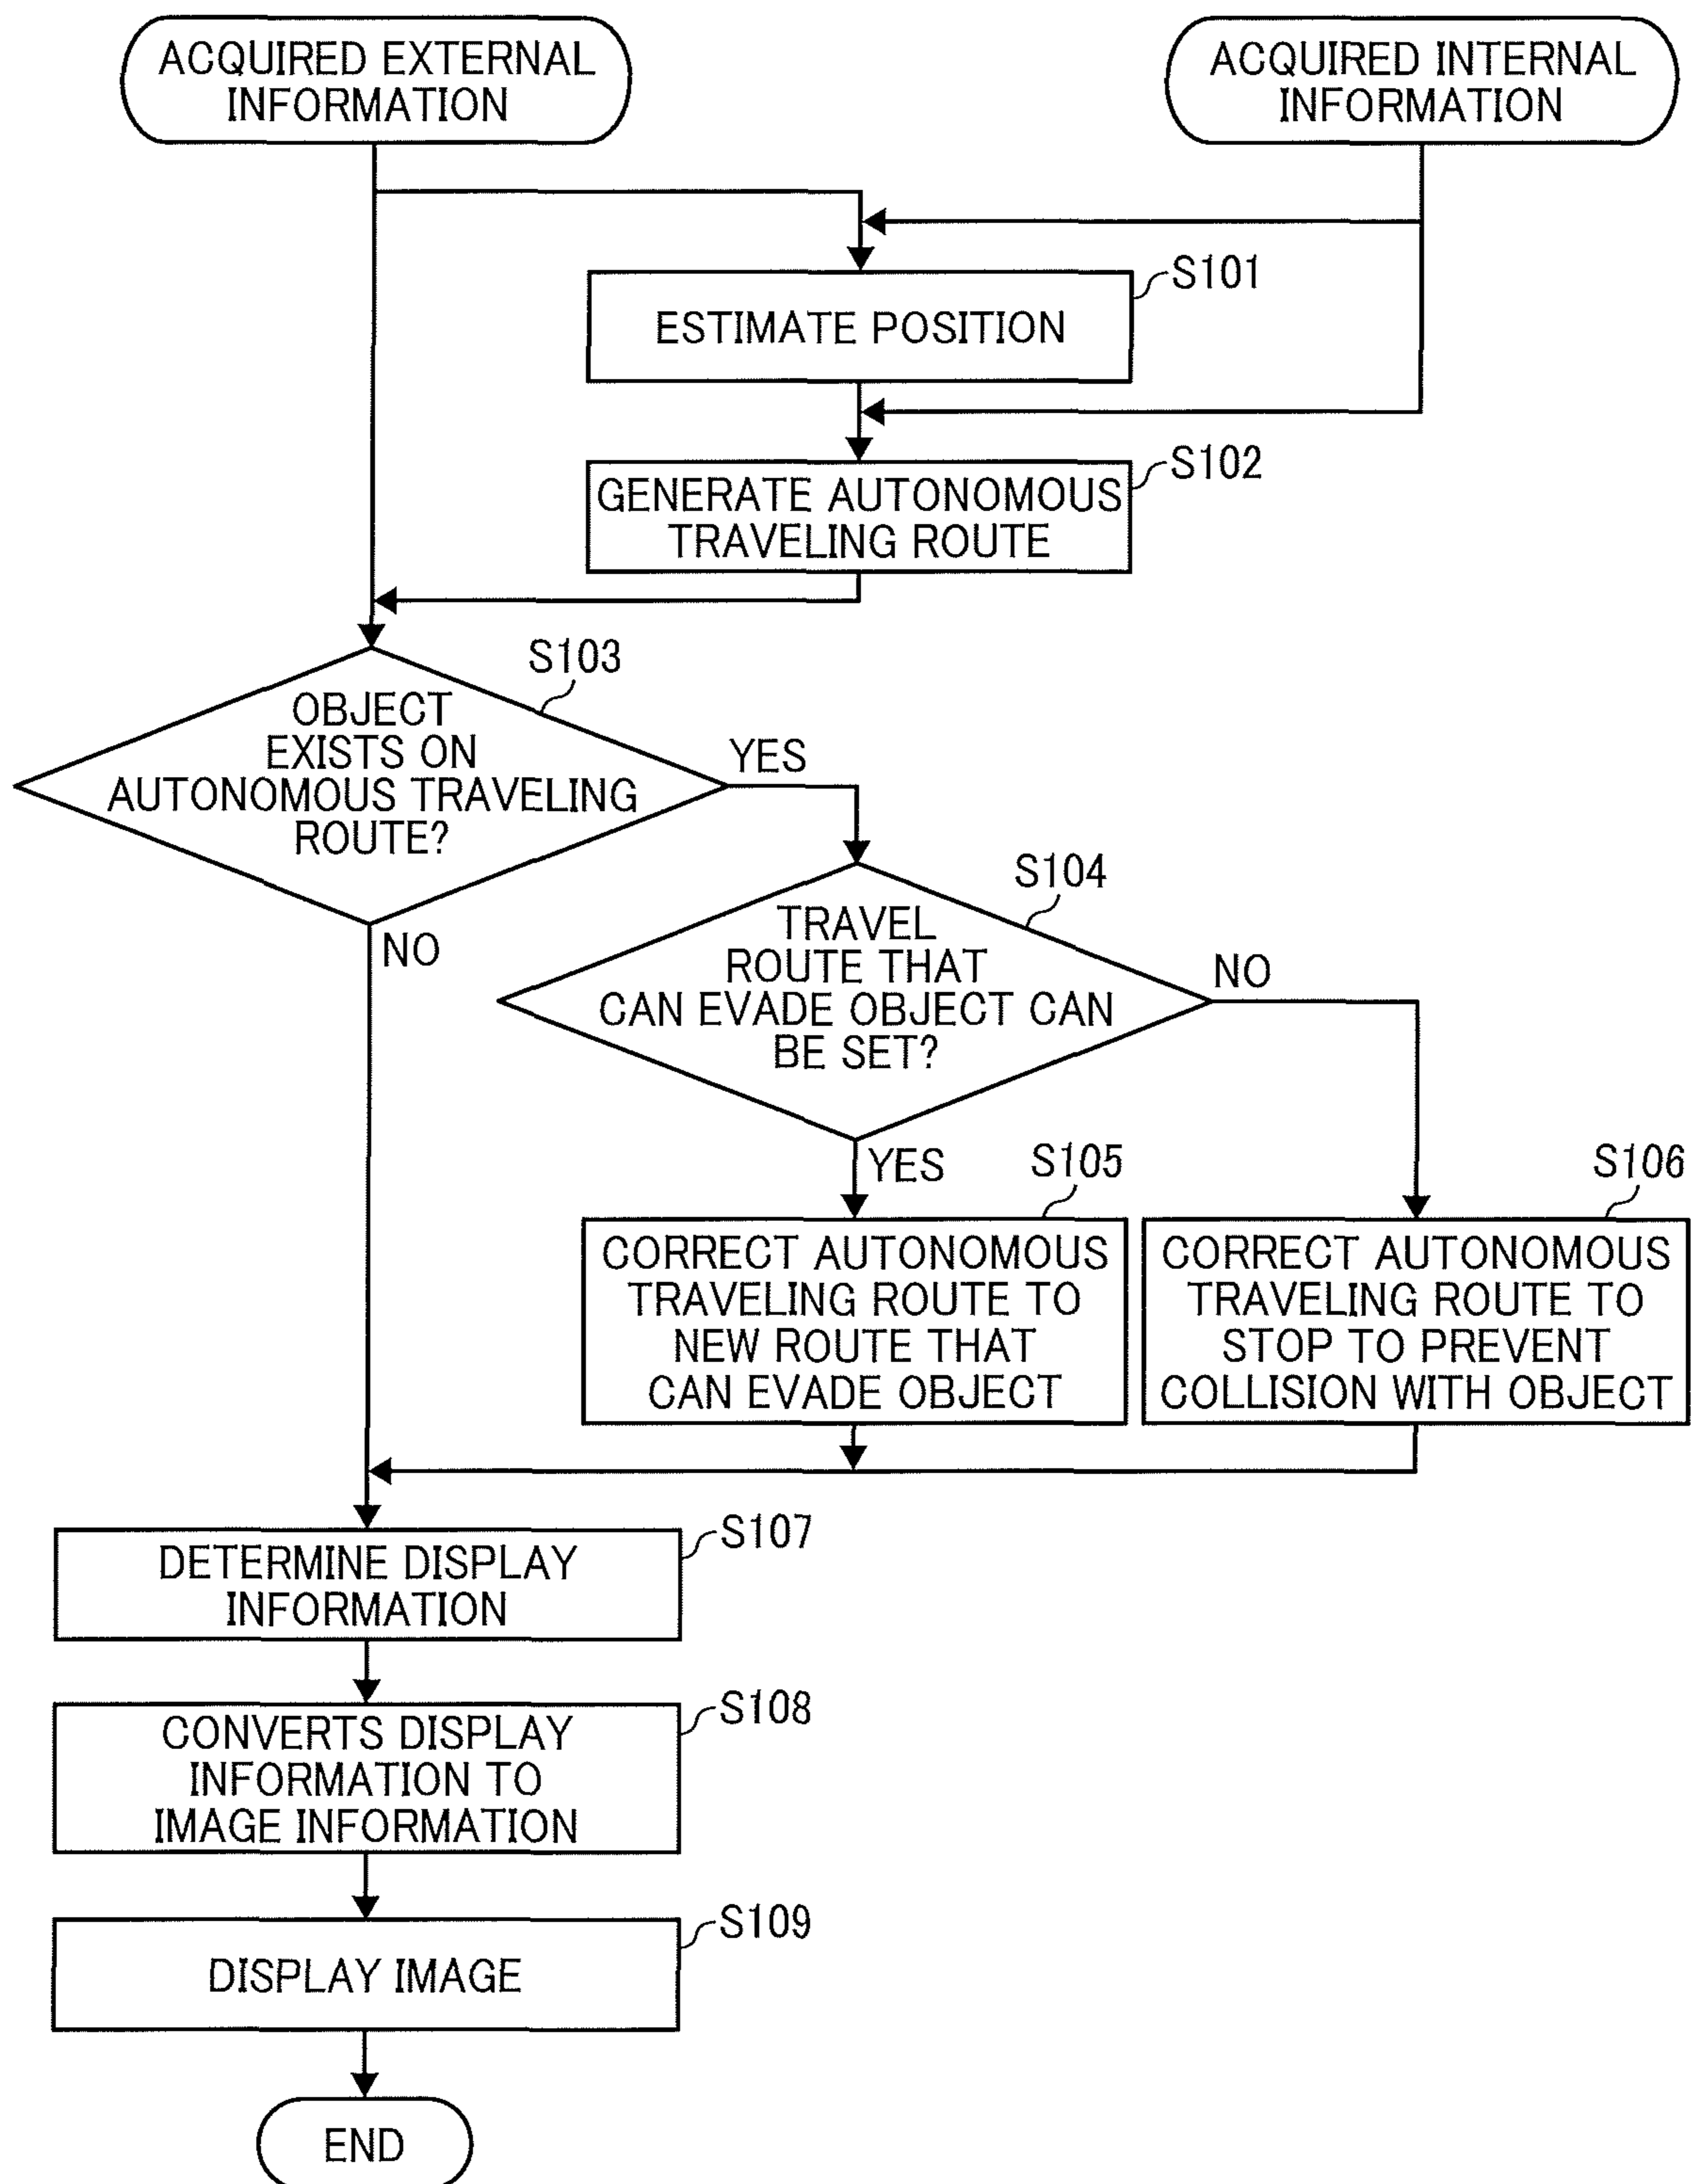 ACQUIRED EXTERNAL
INFORMATION
ACQUIRED INTERNAL
INFORMATION
S101
ESTIMATE POSITION
S102
GENERATE AUTONOMOUS
TRAVELING ROUTE
S103
OBJECT
EXISTS ON
AUTONOMOUS TRAVELING
ROUTE?
YES
NO
S104
TRAVEL
ROUTE THAT
CAN EVADE OBJECT CAN
BE SET?
NO
YES
S105
CORRECT AUTONOMOUS
TRAVELING ROUTE TO
NEW ROUTE THAT
CAN EVADE OBJECT
S106
CORRECT AUTONOMOUS
TRAVELING ROUTE TO
STOP TO PREVENT
COLLISION WITH OBJECT
S107
DETERMINE DISPLAY
INFORMATION
S108
CONVERTS DISPLAY
INFORMATION TO
IMAGE INFORMATION
S109
DISPLAY IMAGE
END